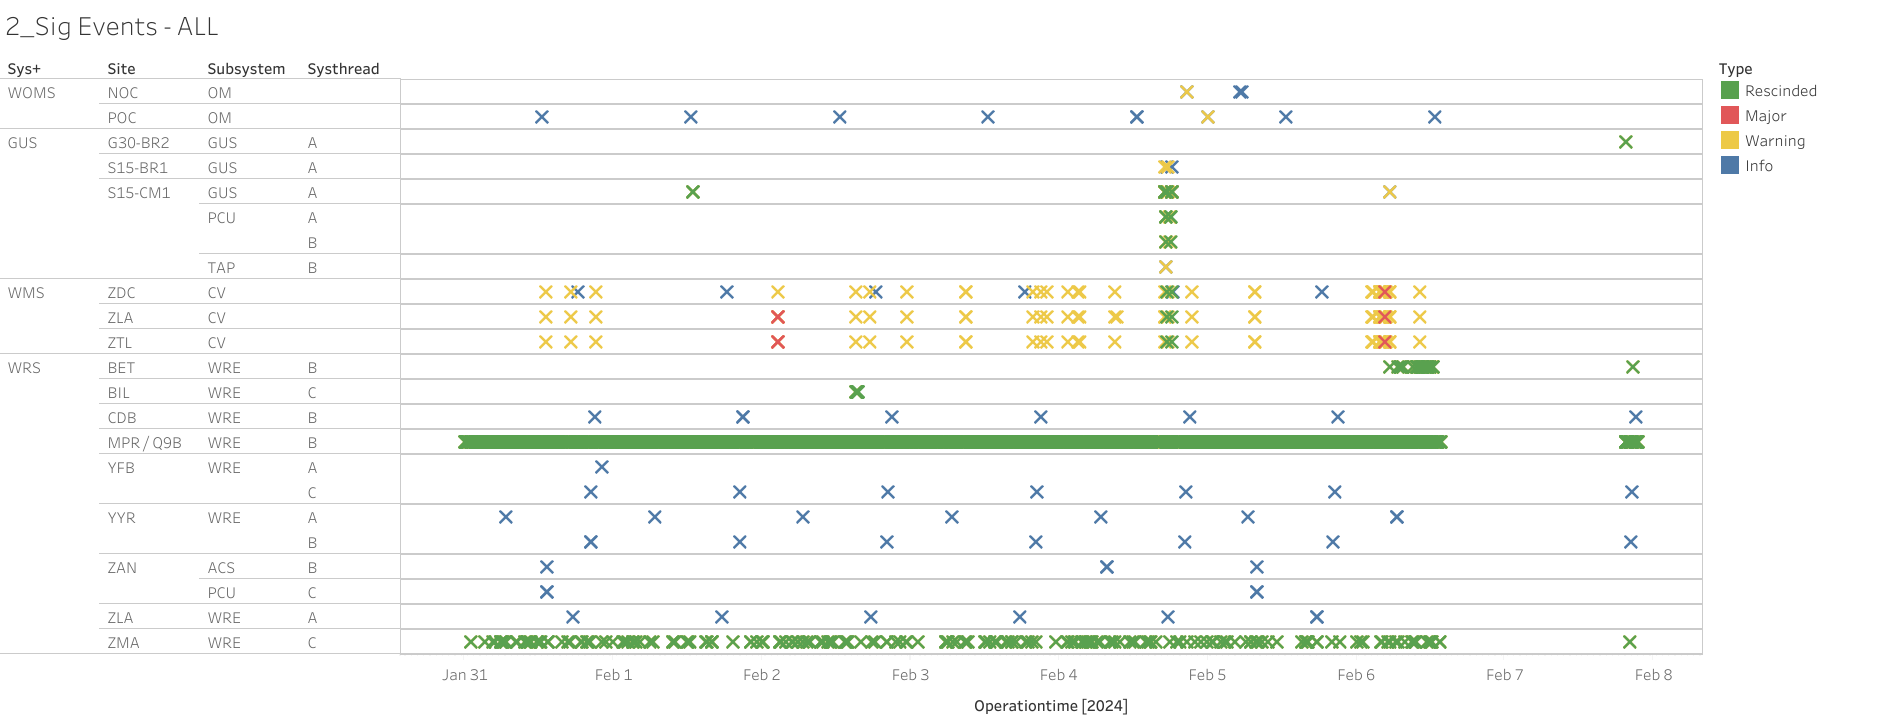 2_Sig Events - ALL
Sys+ Site Subsystem Systhread
Type
WOMS NOC OM
Rescinded
POC OM
Major
GUS G30-BR2 GUS A
Warning
S15-BR1 GUS A
Info
S15-CM1 GUS A
PCU A
B
TAP B
WMS ZDC CV
ZLA CV
ZTL CV
WRS BET WRE B
BIL WRE C
CDB WRE B
MPR / Q9B WRE B
YFB WRE A
C
YYR WRE A
B
ZAN ACS B
PCU C
ZLA WRE A
ZMA WRE C
Jan 31 Feb 1 Feb 2 Feb 3 Feb 4 Feb 5 Feb 6 Feb 7 Feb 8
Operationtime [2024]